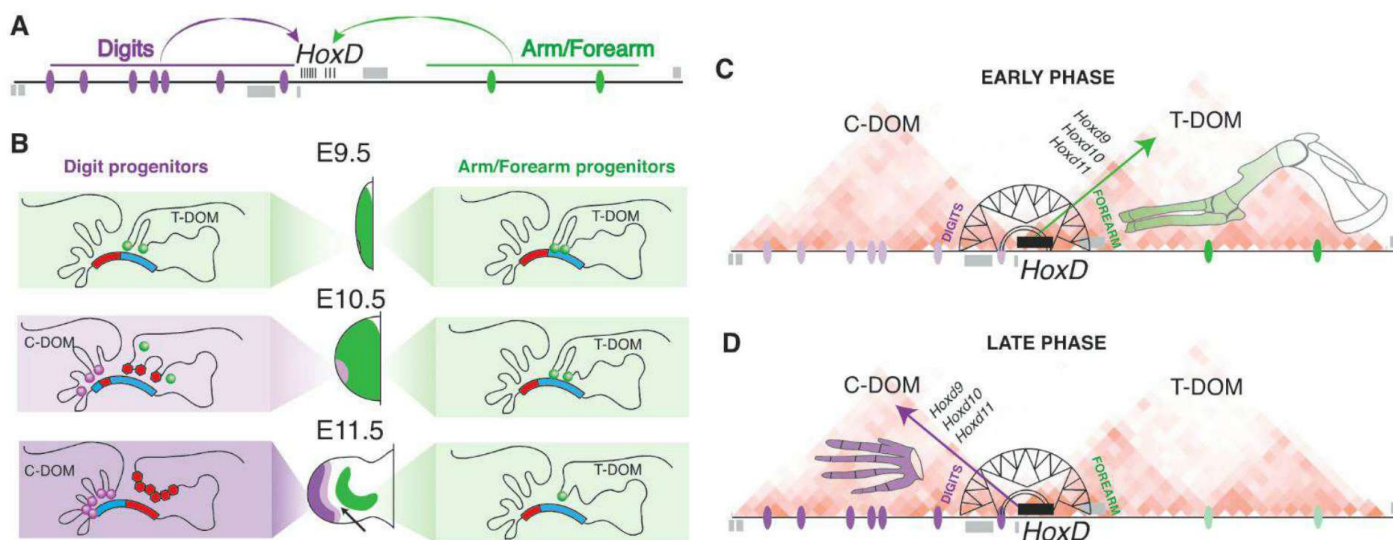 A
Digits
HoxD
Arm/Forearm
B
Digit progenitors
E9.5
Arm/Forearm progenitors
T-DOM
T-DOM
E10.5
C-DOM
T-DOM
E11.5
C-DOM
T-DOM
C
EARLY PHASE
C-DOM
T-DOM
Hoxd9
Hoxd10
Hoxd11
DIGITS
FOREARM
HoxD
D
LATE PHASE
C-DOM
T-DOM
Hoxd9
Hoxd10
Hoxd11
DIGITS
FOREARM
HoxD